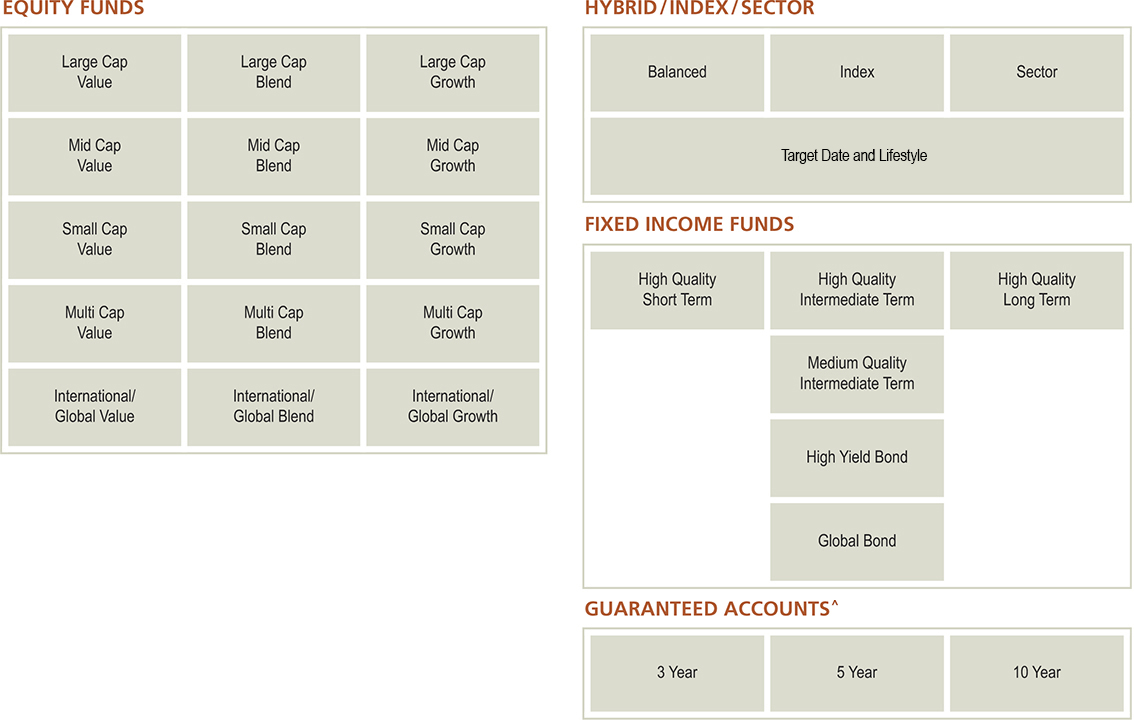 EQUITY FUNDS
Large Cap
Value
Large Cap
Blend
Large Cap
Growth
Mid Cap
Value
Mid Cap
Blend
Mid Cap
Growth
Small Cap
Value
Small Cap
Blend
Small Cap
Growth
Multi Cap
Value
Multi Cap
Blend
Multi Cap
Growth
International/
Global Value
International/
Global Blend
International/
Global Growth
HYBRID/INDEX/SECTOR
Balanced
Index
Sector
Target Date and Lifestyle
FIXED INCOME FUNDS
High Quality
Short Term
High Quality
Intermediate Term
High Quality
Long Term
Medium Quality
Intermediate Term
High Yield Bond
Global Bond
GUARANTEED ACCOUNTS^
3 Year
5 Year
10 Year